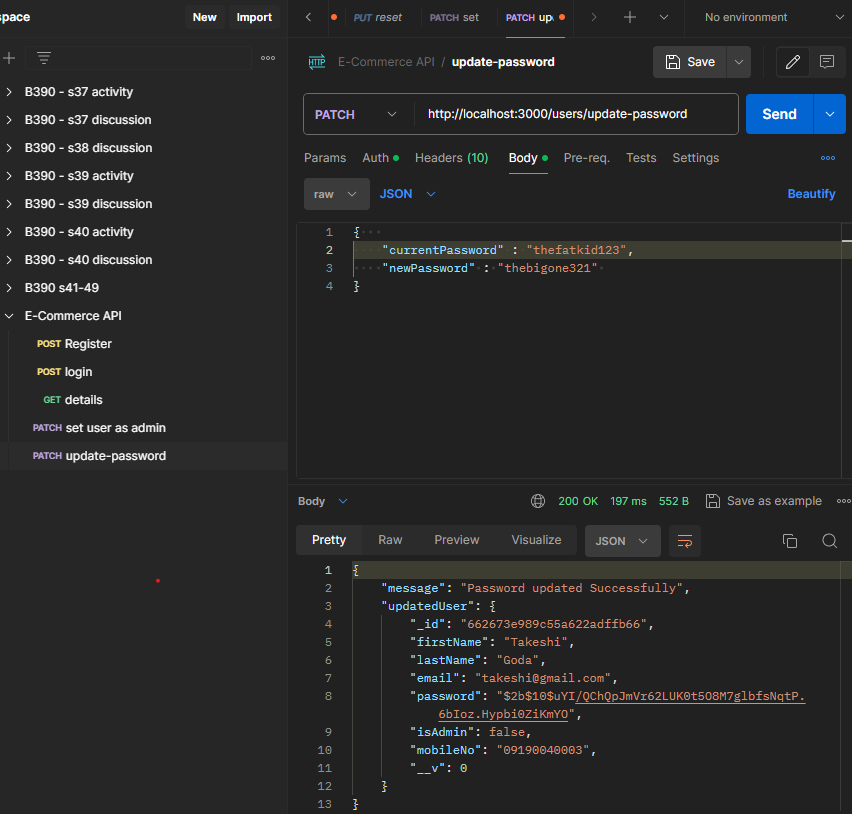 space
New
Import
PUT reset
PATCH set
PATCH up
No environment
E-Commerce API / update-password
Save
B390 - s37 activity
B390 - s37 discussion
B390 - s38 discussion
B390 - s39 activity
B390 - s39 discussion
B390 - s40 activity
B390 - s40 discussion
B390 s41-49
E-Commerce API
POST Register
POST login
GET details
PATCH set user as admin
PATCH update-password
HTTP
PATCH
http://localhost:3000/users/update-password
Send
Params
Auth
Headers (10)
Body
Pre-req.
Tests
Settings
raw
JSON
Beautify
1 {
2 "currentPassword" : "thefatkid123",
3 "newPassword" : "thebigone321"
4 }
Body
200 OK
197 ms
552 B
Save as example
Pretty
Raw
Preview
Visualize
JSON
1 {
2 "message": "Password updated Successfully",
3 "updatedUser": {
4 "_id": "662673e989c55a622adffb66",
5 "firstName": "Takeshi",
6 "lastName": "Goda",
7 "email": "takeshi@gmail.com",
8 "password": "$2b$10$uYI/QChQpJmVr62LUK0t5O8M7glbfsNqtP.
6bIoz.Hypbi0ZiKmYO",
9 "isAdmin": false,
10 "mobileNo": "09190040003",
11 "__v": 0
12 }
13 }